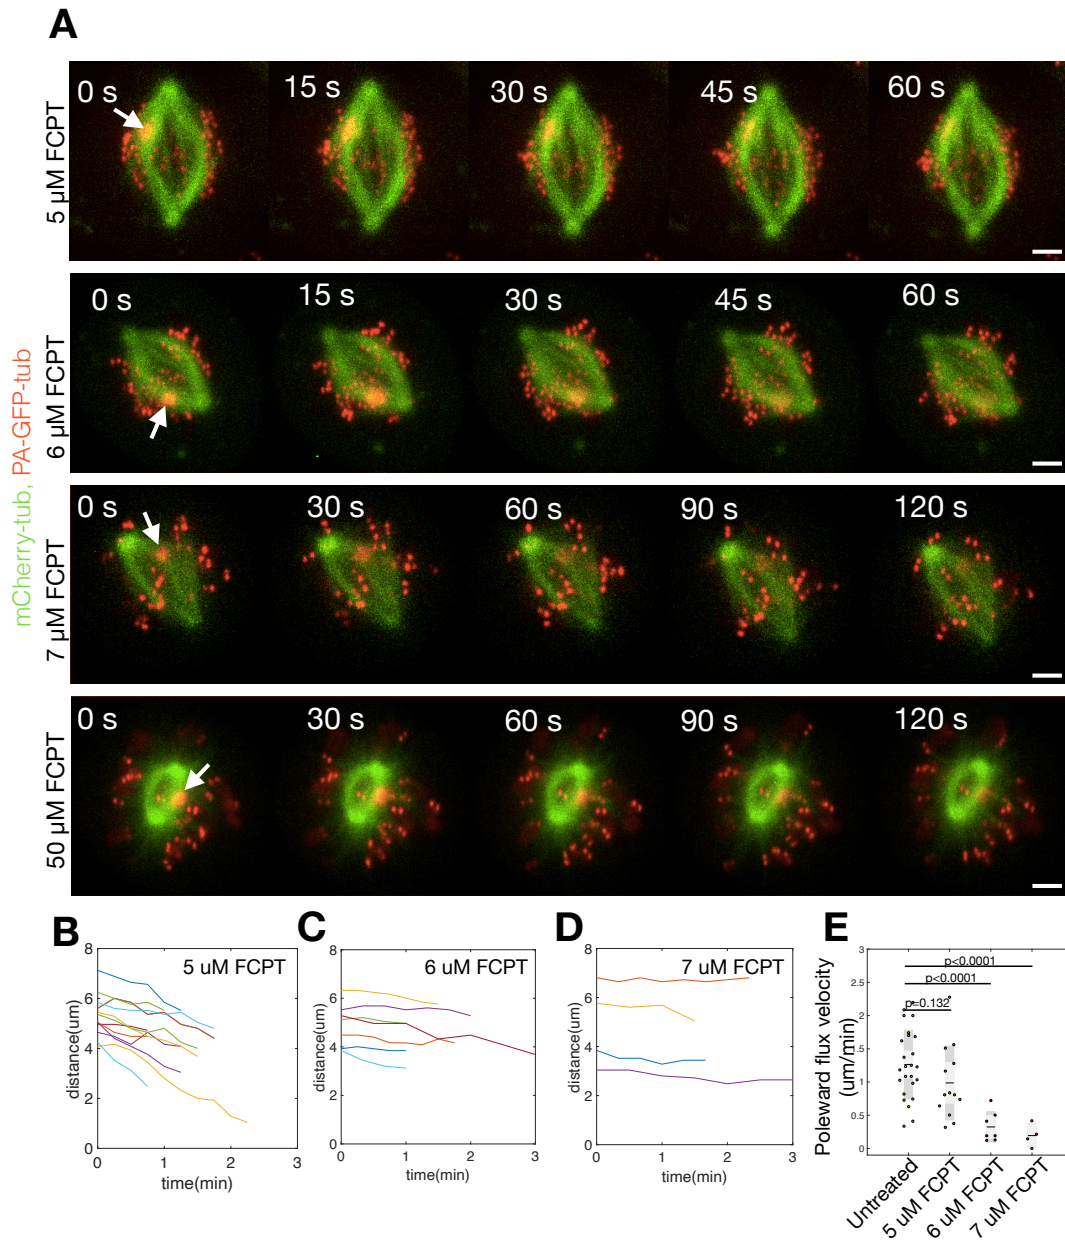 A
mCherry-tub, PA-GFP-tub
5 µM FCPT
0 s
15 s
30 s
45 s
60 s
6 µM FCPT
0 s
15 s
30 s
45 s
60 s
7 µM FCPT
0 s
30 s
60 s
90 s
120 s
50 µM FCPT
0 s
30 s
60 s
90 s
120 s
B
5 uM FCPT
distance(um)
8
6
4
2
0
0 1 2 3
time(min)
C
6 uM FCPT
distance(um)
8
6
4
2
0
0 1 2 3
time(min)
D
7 uM FCPT
distance(um)
8
6
4
2
0
0 1 2 3
time(min)
E
Poleward flux velocity
(um/min)
3
2.5
2
1.5
1
0.5
0
p<0.0001
p<0.0001
p=0.132
Untreated
5 uM FCPT
6 uM FCPT
7 uM FCPT